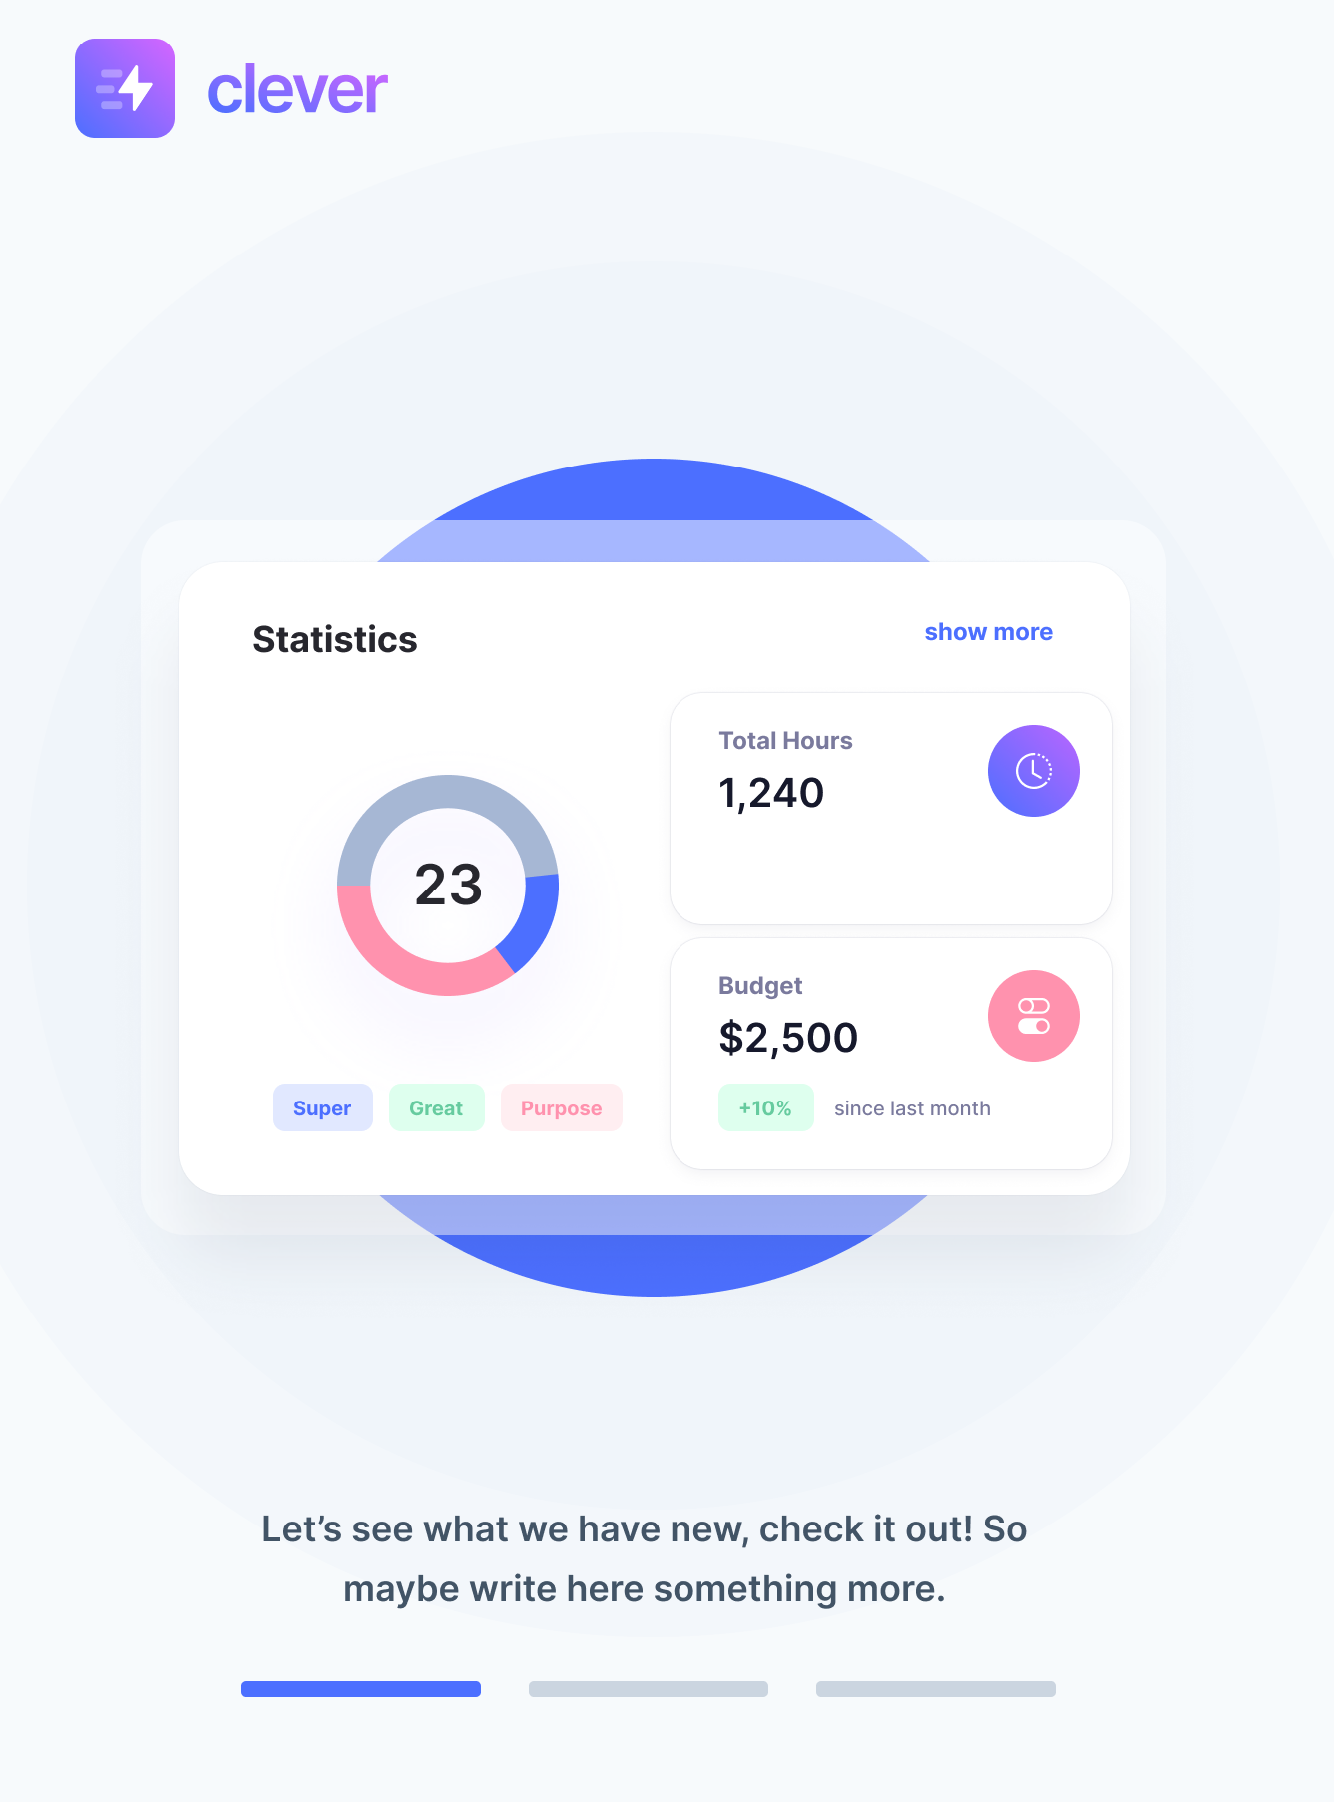 clever
Statistics
show more
Total Hours
1,240
23
Budget
$2,500
Super
Great
Purpose
+10%
since last month
Let’s see what we have new, check it out! So
maybe write here something more.